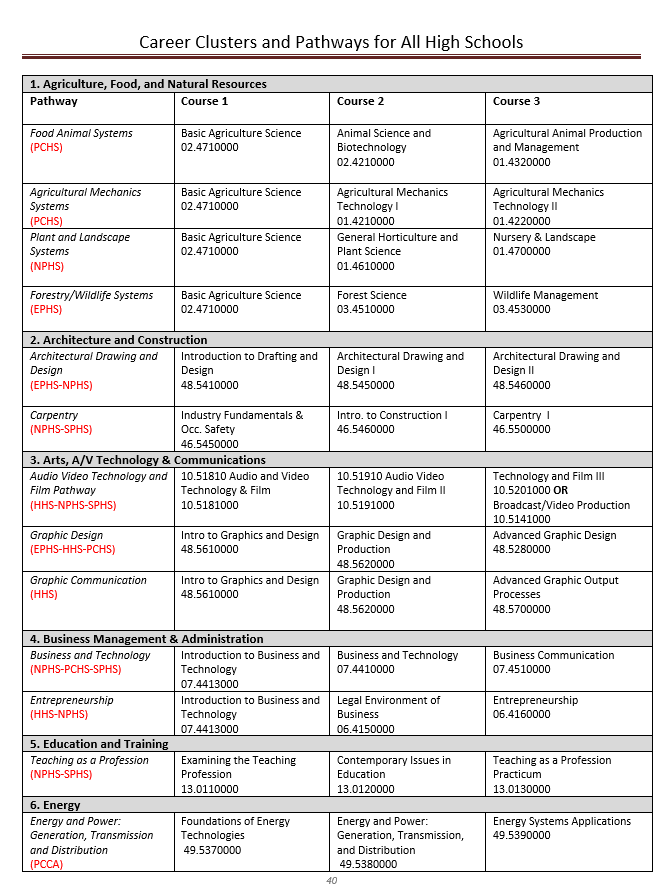 Career Clusters and Pathways for All High Schools
1. Agriculture, Food, and Natural Resources
Pathway Course 1 Course 2 Course 3
Food Animal Systems
(PCHS)
Basic Agriculture Science
02.4710000
Animal Science and
Biotechnology
02.4210000
Agricultural Animal Production
and Management
01.4320000
Agricultural Mechanics
Systems
(PCHS)
Basic Agriculture Science
02.4710000
Agricultural Mechanics
Technology I
01.4210000
Agricultural Mechanics
Technology II
01.4220000
Plant and Landscape
Systems
(NPHS)
Basic Agriculture Science
02.4710000
General Horticulture and
Plant Science
01.4610000
Nursery & Landscape
01.4700000
Forestry/Wildlife Systems
(EPHS)
Basic Agriculture Science
02.4710000
Forest Science
03.4510000
Wildlife Management
03.4530000
2. Architecture and Construction
Architectural Drawing and
Design
(EPHS-NPHS)
Introduction to Drafting and
Design
48.5410000
Architectural Drawing and
Design I
48.5450000
Architectural Drawing and
Design II
48.5460000
Carpentry
(NPHS-SPHS)
Industry Fundamentals &
Occ. Safety
46.5450000
Intro. to Construction I
46.5460000
Carpentry I
46.5500000
3. Arts, A/V Technology & Communications
Audio Video Technology and
Film Pathway
(HHS-NPHS-SPHS)
10.51810 Audio and Video
Technology & Film
10.5181000
10.51910 Audio Video
Technology and Film II
10.5191000
Technology and Film III
10.5201000 OR
Broadcast/Video Production
10.5141000
Graphic Design
(EPHS-HHS-PCHS)
Intro to Graphics and Design
48.5610000
Graphic Design and
Production
48.5620000
Advanced Graphic Design
48.5280000
Graphic Communication
(HHS)
Intro to Graphics and Design
48.5610000
Graphic Design and
Production
48.5620000
Advanced Graphic Output
Processes
48.5700000
4. Business Management & Administration
Business and Technology
(NPHS-PCHS-SPHS)
Introduction to Business and
Technology
07.4413000
Business and Technology
07.4410000
Business Communication
07.4510000
Entrepreneurship
(HHS-NPHS)
Introduction to Business and
Technology
07.4413000
Legal Environment of
Business
06.4150000
Entrepreneurship
06.4160000
5. Education and Training
Teaching as a Profession
(NPHS-SPHS)
Examining the Teaching
Profession
13.0110000
Contemporary Issues in
Education
13.0120000
Teaching as a Profession
Practicum
13.0130000
6. Energy
Energy and Power:
Generation, Transmission
and Distribution
(PCCA)
Foundations of Energy
Technologies
49.5370000
Energy and Power:
Generation, Transmission,
and Distribution
49.5380000
Energy Systems Applications
49.5390000
40